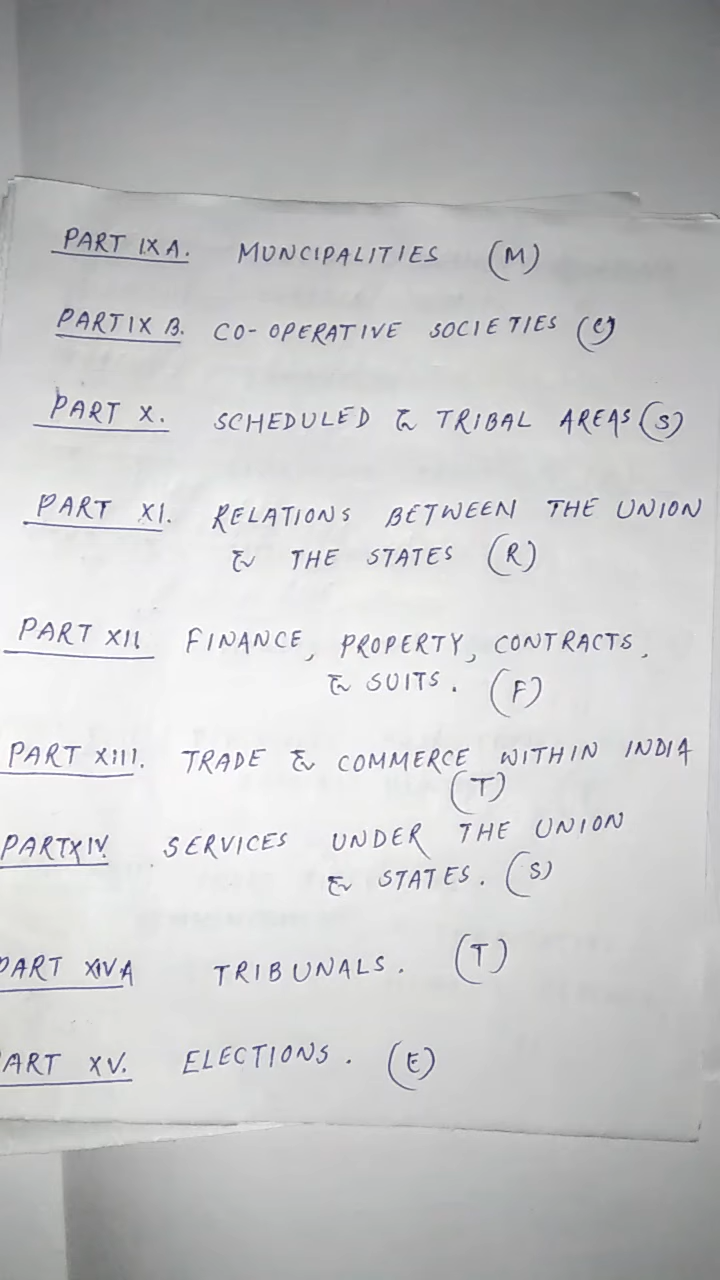 PART IX A. MUNCIPALITIES (M)
PART IX B. CO-OPERATIVE SOCIETIES (C)
PART X. SCHEDULED & TRIBAL AREAS (S)
PART XI. RELATIONS BETWEEN THE UNION
& THE STATES (R)
PART XII FINANCE, PROPERTY, CONTRACTS,
& SUITS. (F)
PART XIII. TRADE & COMMERCE WITHIN INDIA
(T)
PART XIV. SERVICES UNDER THE UNION
& STATES. (S)
PART XIV A TRIBUNALS. (T)
ART XV. ELECTIONS. (E)